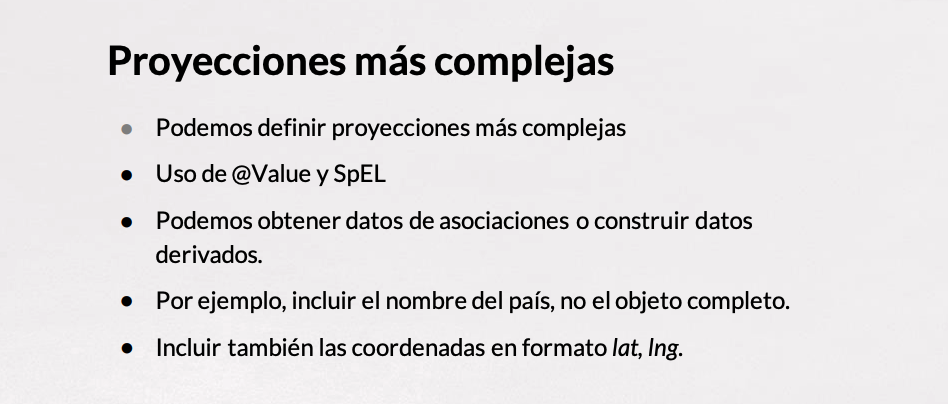 Proyecciones más complejas
● Podemos definir proyecciones más complejas
● Uso de @Value y SpEL
● Podemos obtener datos de asociaciones o construir datos
derivados.
● Por ejemplo, incluir el nombre del país, no el objeto completo.
● Incluir también las coordenadas en formato lat, lng.